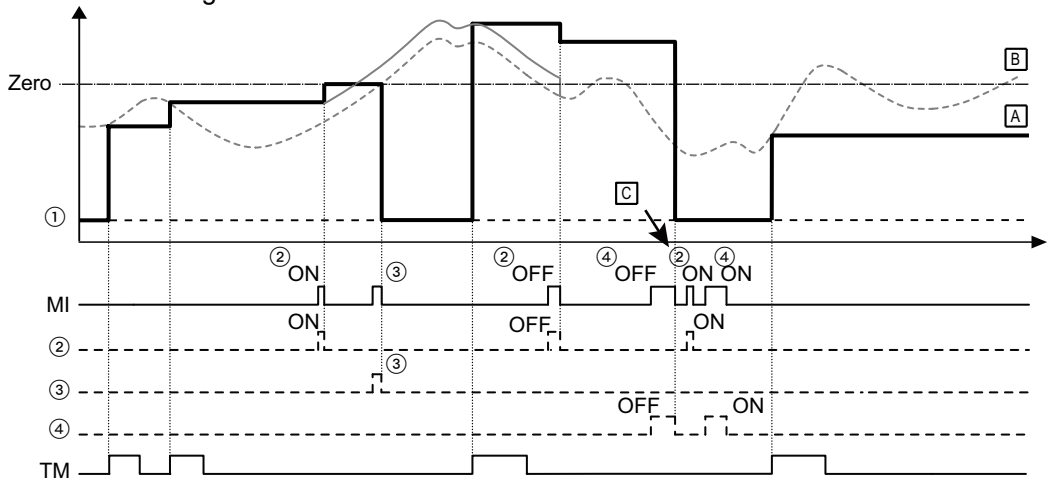 Zero
B
A
C
①
② ON ③ ② OFF ④ OFF ② ON ④ ON
MI
ON OFF ON
②
③
③
OFF ON
④
TM